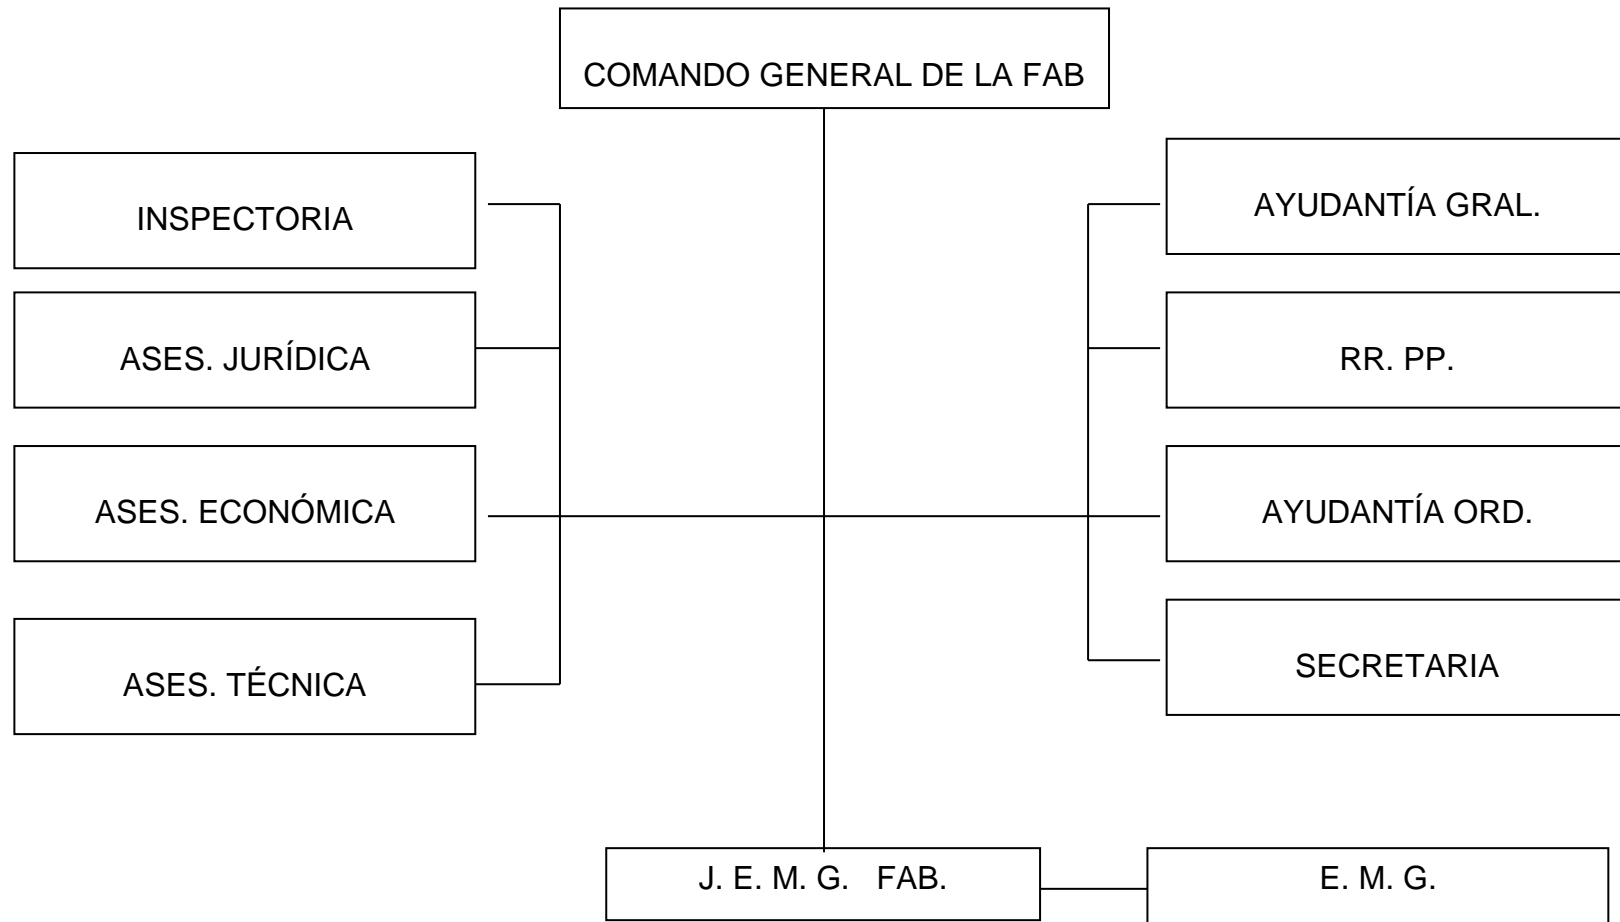 COMANDO GENERAL DE LA FAB
INSPECTORIA
AYUDANTÍA GRAL.
ASES. JURÍDICA
RR. PP.
ASES. ECONÓMICA
AYUDANTÍA ORD.
ASES. TÉCNICA
SECRETARIA
J. E. M. G. FAB.
E. M. G.